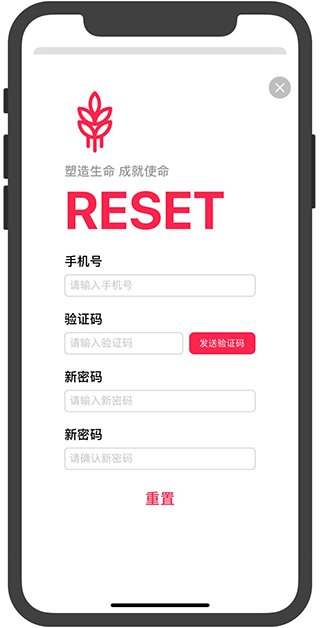 塑造生命 成就使命
RESET
手机号
请输入手机号
验证码
请输入验证码
发送验证码
新密码
请输入新密码
新密码
请确认新密码
重置